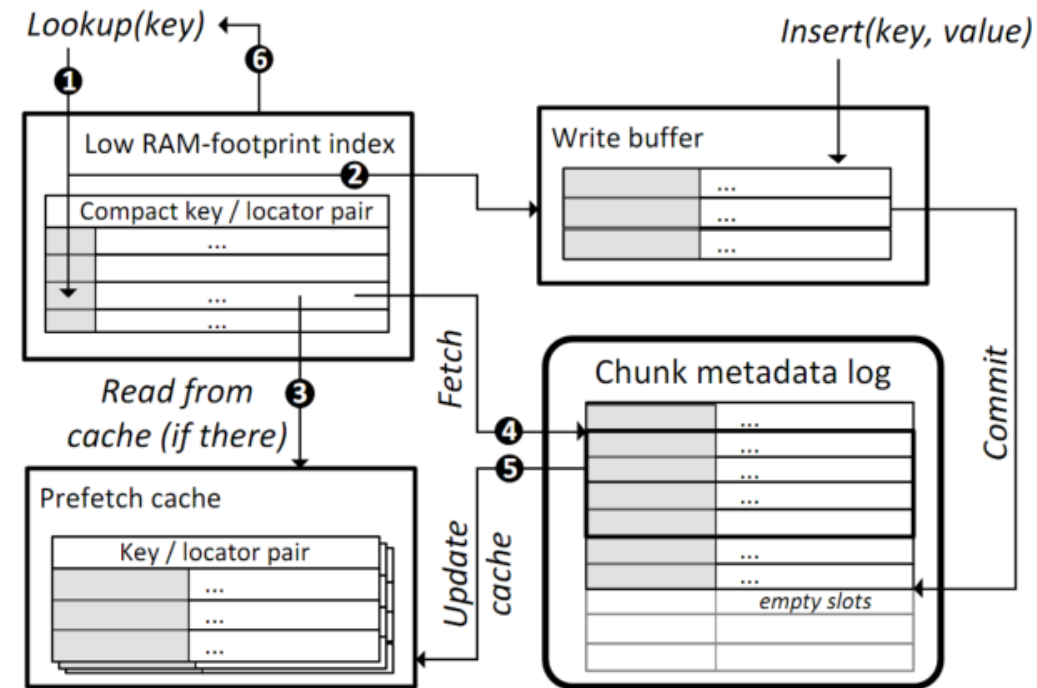 Lookup(key)
6
1
Insert(key, value)
Low RAM-footprint index
2
Compact key / locator pair
...
...
...
Write buffer
...
...
...
Read from
cache (if there)
3
Fetch
4
5
Update
cache
Commit
Chunk metadata log
...
...
...
...
...
...
empty slots
Prefetch cache
Key / locator pair
...
...
...